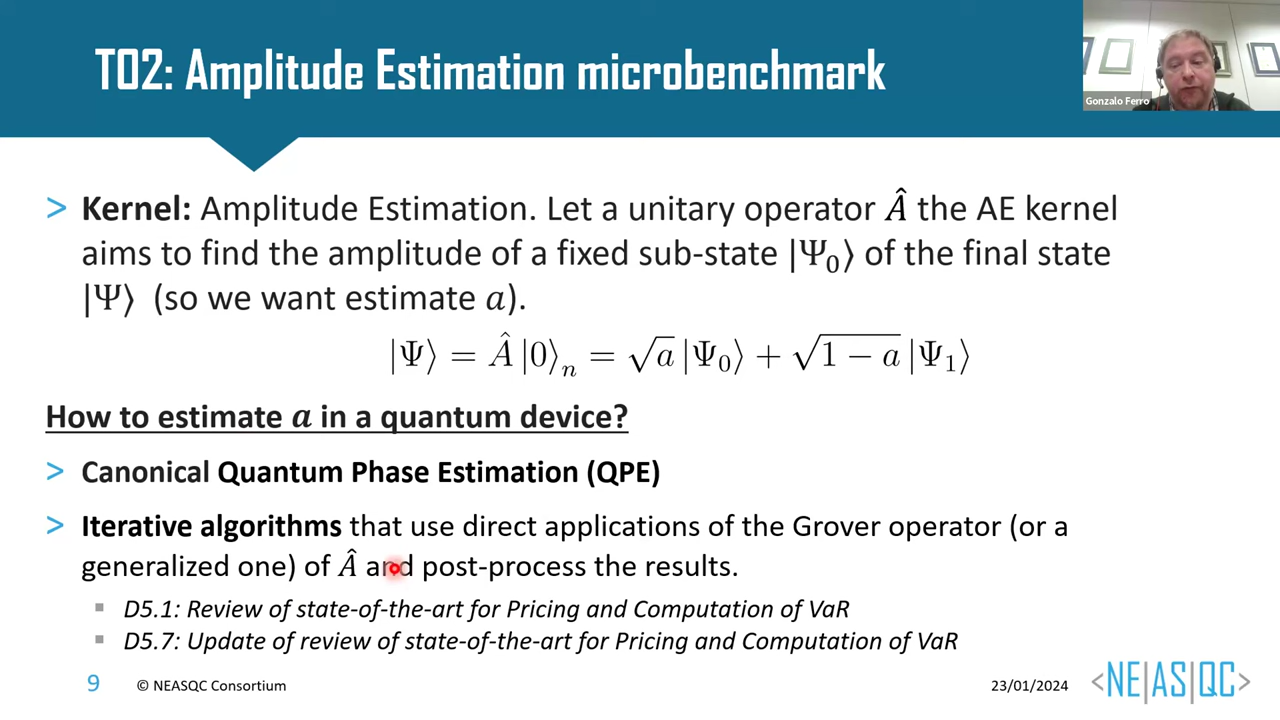 T02: Amplitude Estimation microbenchmark
Gonzalo Ferro
> Kernel: Amplitude Estimation. Let a unitary operator Â the AE kernel
aims to find the amplitude of a fixed sub-state |Ψ₀⟩ of the final state
|Ψ⟩ (so we want estimate a).
|Ψ⟩ = Â |0⟩ₙ = √a |Ψ₀⟩ + √(1 − a) |Ψ₁⟩
How to estimate a in a quantum device?
> Canonical Quantum Phase Estimation (QPE)
> Iterative algorithms that use direct applications of the Grover operator (or a
generalized one) of Â and post-process the results.
▪ D5.1: Review of state-of-the-art for Pricing and Computation of VaR
▪ D5.7: Update of review of state-of-the-art for Pricing and Computation of VaR
9 © NEASQC Consortium 23/01/2024 <NE|AS|QC>